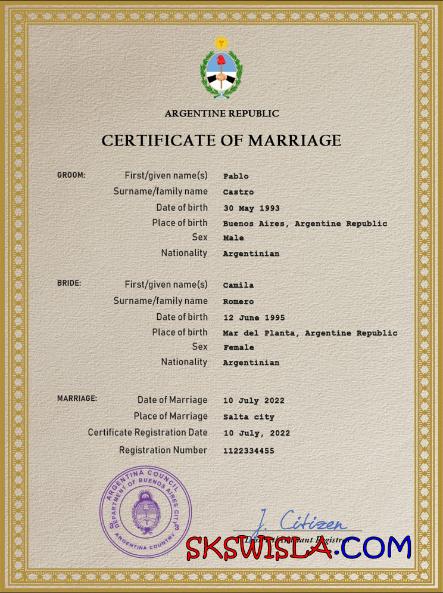 ARGENTINE REPUBLIC
CERTIFICATE OF MARRIAGE
GROOM: First/given name(s) Pablo
Surname/family name Castro
Date of birth 30 May 1993
Place of birth Buenos Aires, Argentine Republic
Sex Male
Nationality Argentinian
BRIDE: First/given name(s) Camila
Surname/family name Romero
Date of birth 12 June 1995
Place of birth Mar del Planta, Argentine Republic
Sex Female
Nationality Argentinian
MARRIAGE: Date of Marriage 10 July 2022
Place of Marriage Salta city
Certificate Registration Date 10 July, 2022
Registration Number 1122334455
ARGENTINA COUNCIL
DEPARTMENT OF BUENOS AIRES CITY
ARGENTINA COUNTRY
J. Citizen
SKSWISLA.COM